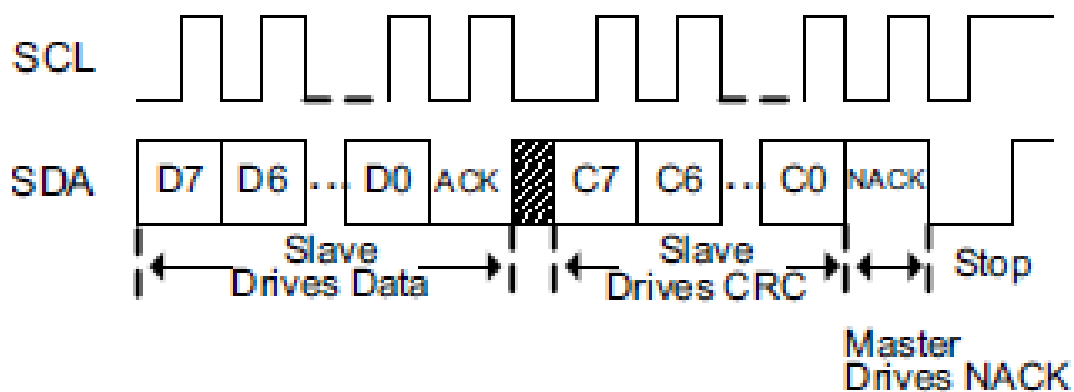 SCL
SDA D7 D6 ... D0 ACK C7 C6 ... C0 NACK
Slave
Drives Data
Slave
Drives CRC
Stop
Master
Drives NACK